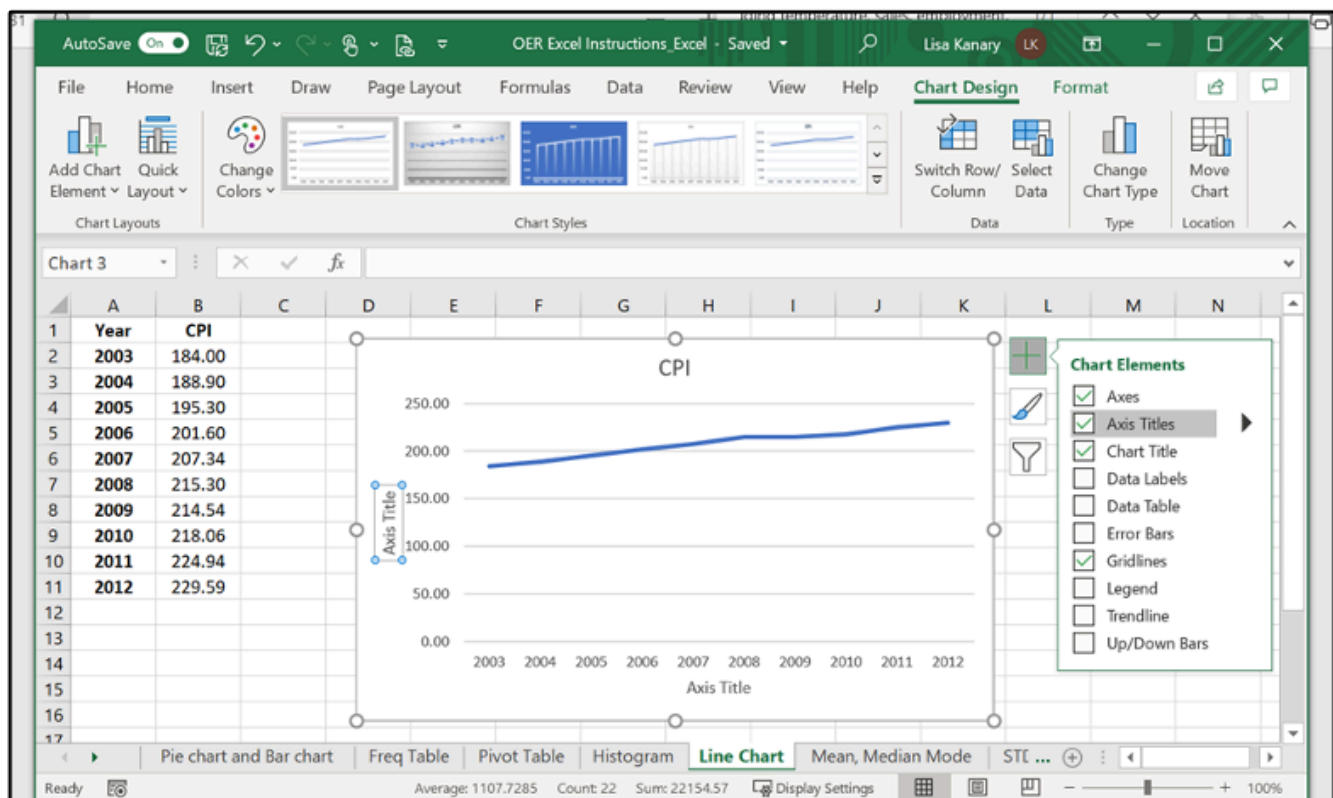 81
AutoSave On OER Excel Instructions_Excel - Saved Lisa Kanary LK
File Home Insert Draw Page Layout Formulas Data Review View Help Chart Design Format
Add Chart Element Quick Layout Change Colors Switch Row/ Column Select Data Change Chart Type Move Chart
Chart Layouts Chart Styles Data Type Location
Chart 3 fx
A B C D E F G H I J K L M N
1 Year CPI
2 2003 184.00
3 2004 188.90
4 2005 195.30
5 2006 201.60
6 2007 207.34
7 2008 215.30
8 2009 214.54
9 2010 218.06
10 2011 224.94
11 2012 229.59
12
13
14
15
16
17
CPI
250.00
200.00
150.00
100.00
50.00
0.00
Axis Title
2003 2004 2005 2006 2007 2008 2009 2010 2011 2012
Axis Title
Chart Elements
Axes
Axis Titles
Chart Title
Data Labels
Data Table
Error Bars
Gridlines
Legend
Trendline
Up/Down Bars
Pie chart and Bar chart Freq Table Pivot Table Histogram Line Chart Mean, Median Mode STD ...
Ready Average: 1107.7285 Count: 22 Sum: 22154.57 Display Settings 100%